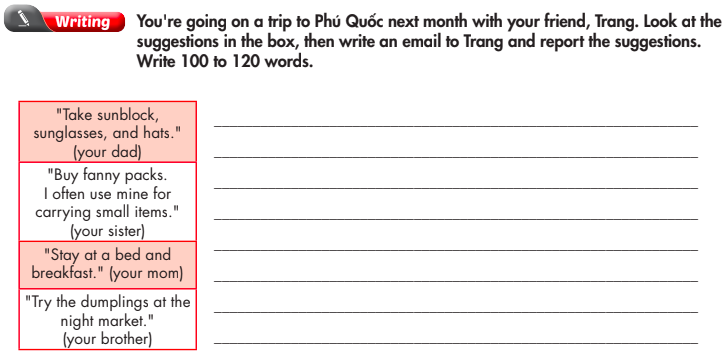 Writing
You're going on a trip to Phú Quốc next month with your friend, Trang. Look at the
suggestions in the box, then write an email to Trang and report the suggestions.
Write 100 to 120 words.
"Take sunblock,
sunglasses, and hats."
(your dad)
"Buy fanny packs.
I often use mine for
carrying small items."
(your sister)
"Stay at a bed and
breakfast." (your mom)
"Try the dumplings at the
night market."
(your brother)